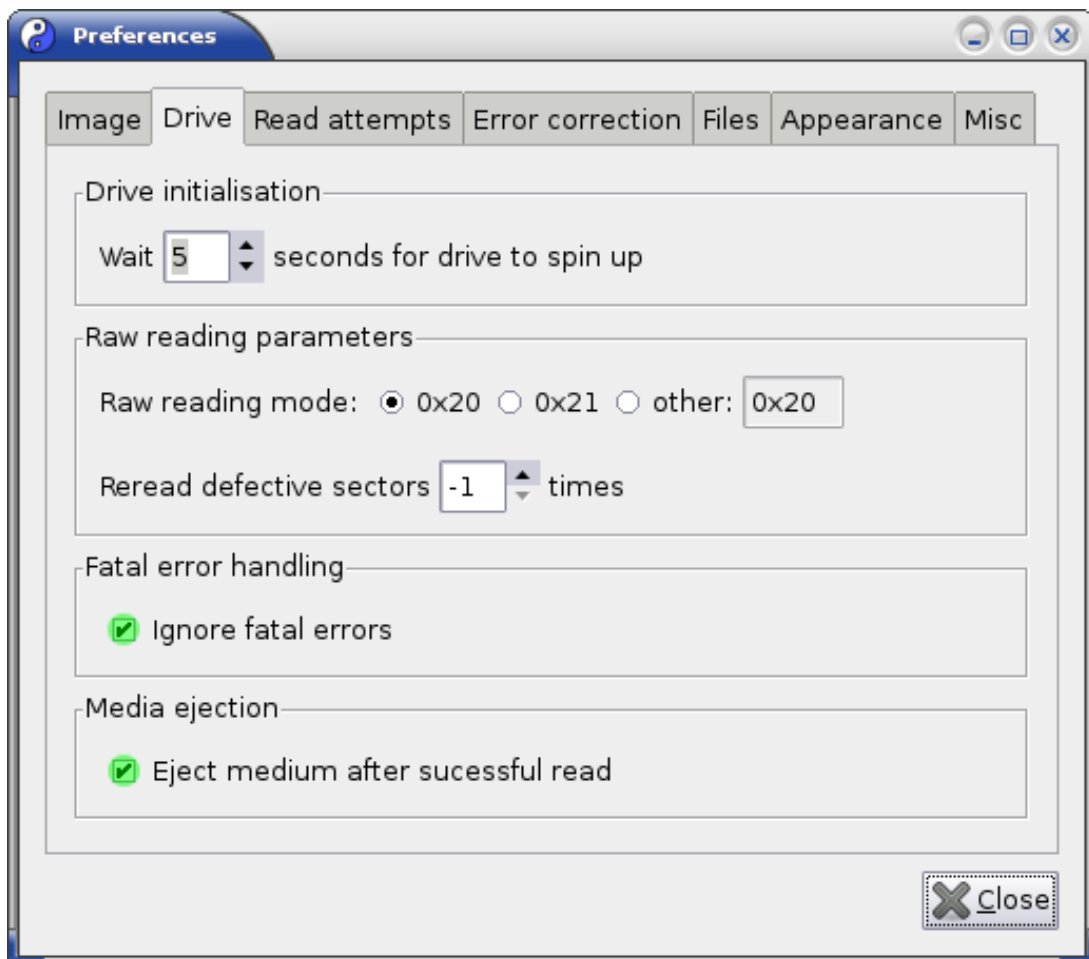 Preferences
Image Drive Read attempts Error correction Files Appearance Misc
Drive initialisation
Wait 5 seconds for drive to spin up
Raw reading parameters
Raw reading mode: 0x20 0x21 other: 0x20
Reread defective sectors -1 times
Fatal error handling
Ignore fatal errors
Media ejection
Eject medium after sucessful read
Close